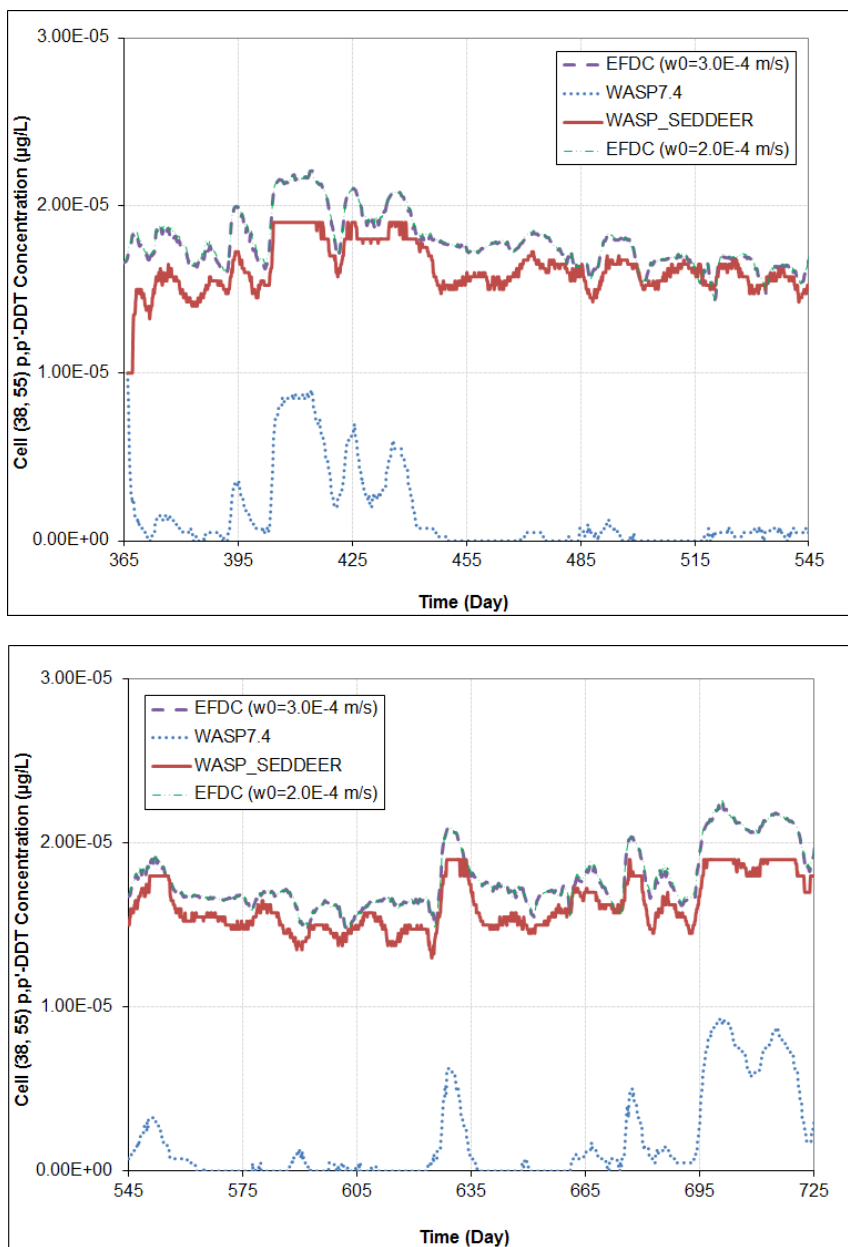 3.00E-05
2.00E-05
1.00E-05
0.00E+00
Cell (38, 55) p,p'-DDT Concentration (µg/L)
EFDC (w0=3.0E-4 m/s)
WASP7.4
WASP_SEDDEER
EFDC (w0=2.0E-4 m/s)
365 395 425 455 485 515 545
Time (Day)
3.00E-05
2.00E-05
1.00E-05
0.00E+00
Cell (38, 55) p,p'-DDT Concentration (µg/L)
EFDC (w0=3.0E-4 m/s)
WASP7.4
WASP_SEDDEER
EFDC (w0=2.0E-4 m/s)
545 575 605 635 665 695 725
Time (Day)